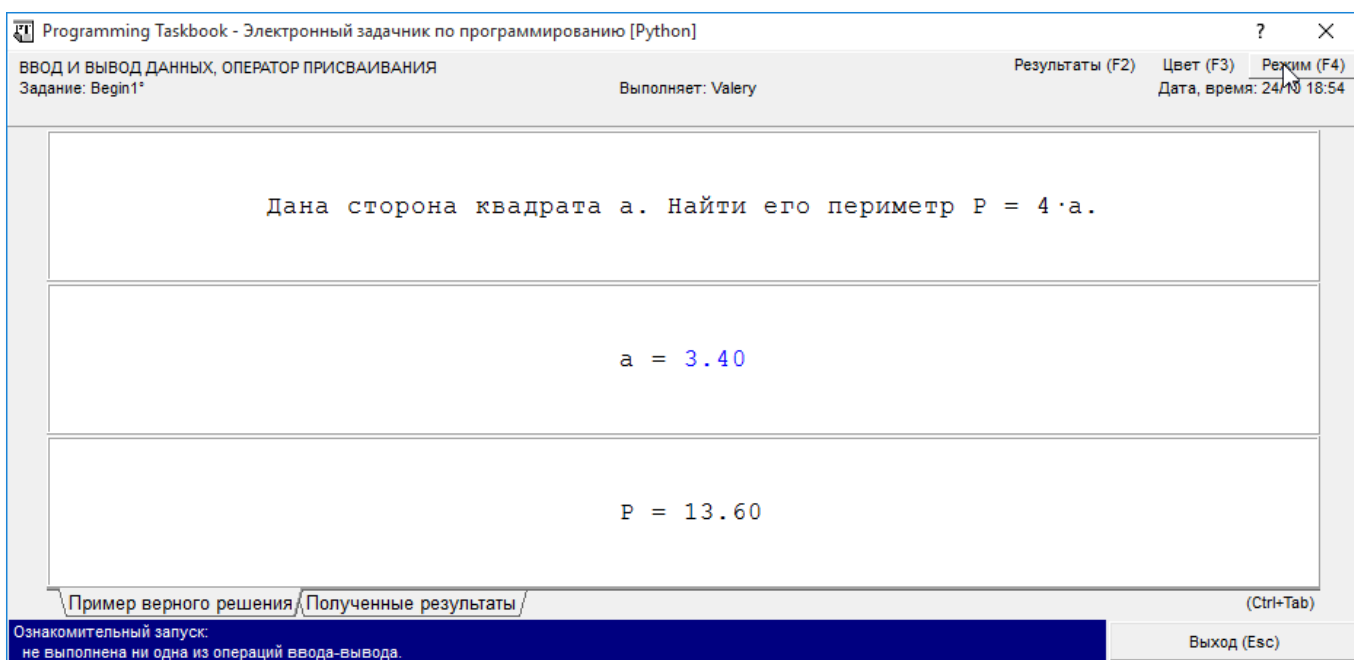 Programming Taskbook - Электронный задачник по программированию [Python] ? X
ВВОД И ВЫВОД ДАННЫХ, ОПЕРАТОР ПРИСВАИВАНИЯ Результаты (F2) Цвет (F3) Режим (F4)
Задание: Begin1° Выполняет: Valery Дата, время: 24/10 18:54
Дана сторона квадрата a. Найти его периметр P = 4·a.
a = 3.40
P = 13.60
Пример верного решения Полученные результаты (Ctrl+Tab)
Ознакомительный запуск:
не выполнена ни одна из операций ввода-вывода.
Выход (Esc)